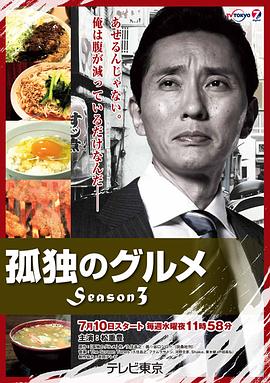 TV TOKYO 7
あせるんじゃない。
俺は腹が減っているだけなんだ――
孤独のグルメ
Season3
7月10日スタート 毎週水曜夜11時58分
主演：松重豊
テレビ東京